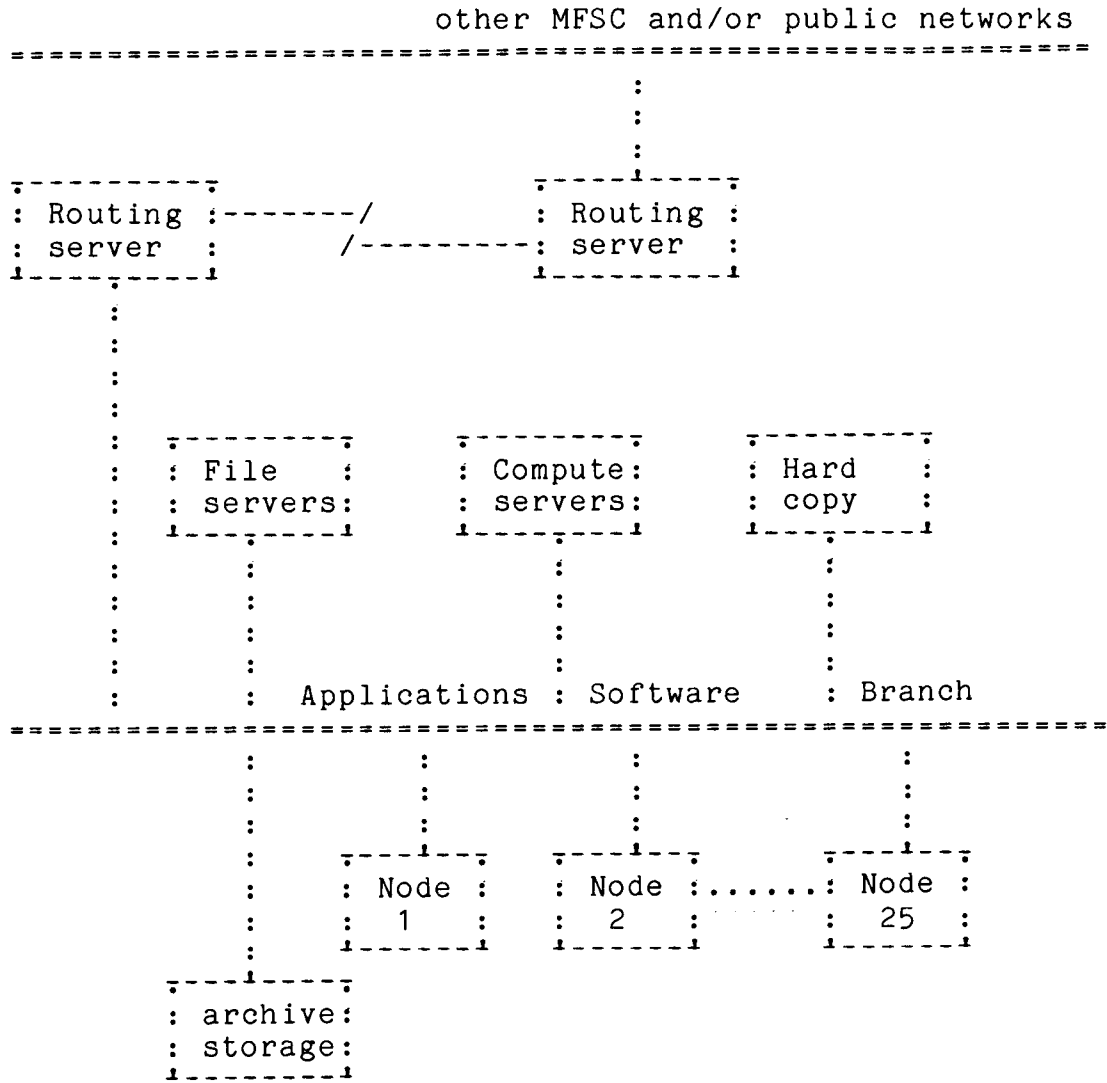 other MFSC and/or public networks
Routing server
Routing server
File servers
Compute servers
Hard copy
Applications Software Branch
Node 1
Node 2
Node 25
archive storage